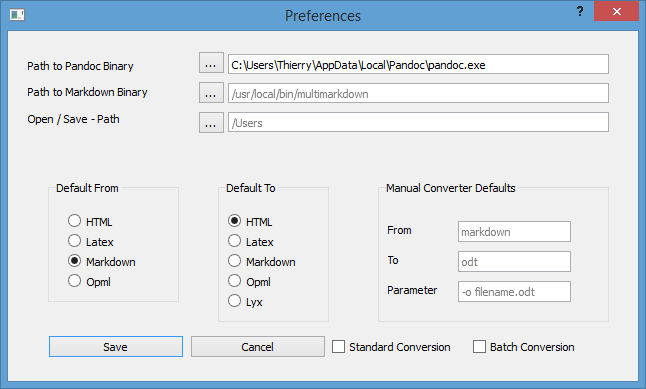 Preferences
?
Path to Pandoc Binary ... C:\Users\Thierry\AppData\Local\Pandoc\pandoc.exe
Path to Markdown Binary ... /usr/local/bin/multimarkdown
Open / Save - Path ... /Users
Default From
HTML
Latex
Markdown
Opml
Default To
HTML
Latex
Markdown
Opml
Lyx
Manual Converter Defaults
From markdown
To odt
Parameter -o filename.odt
Save Cancel Standard Conversion Batch Conversion